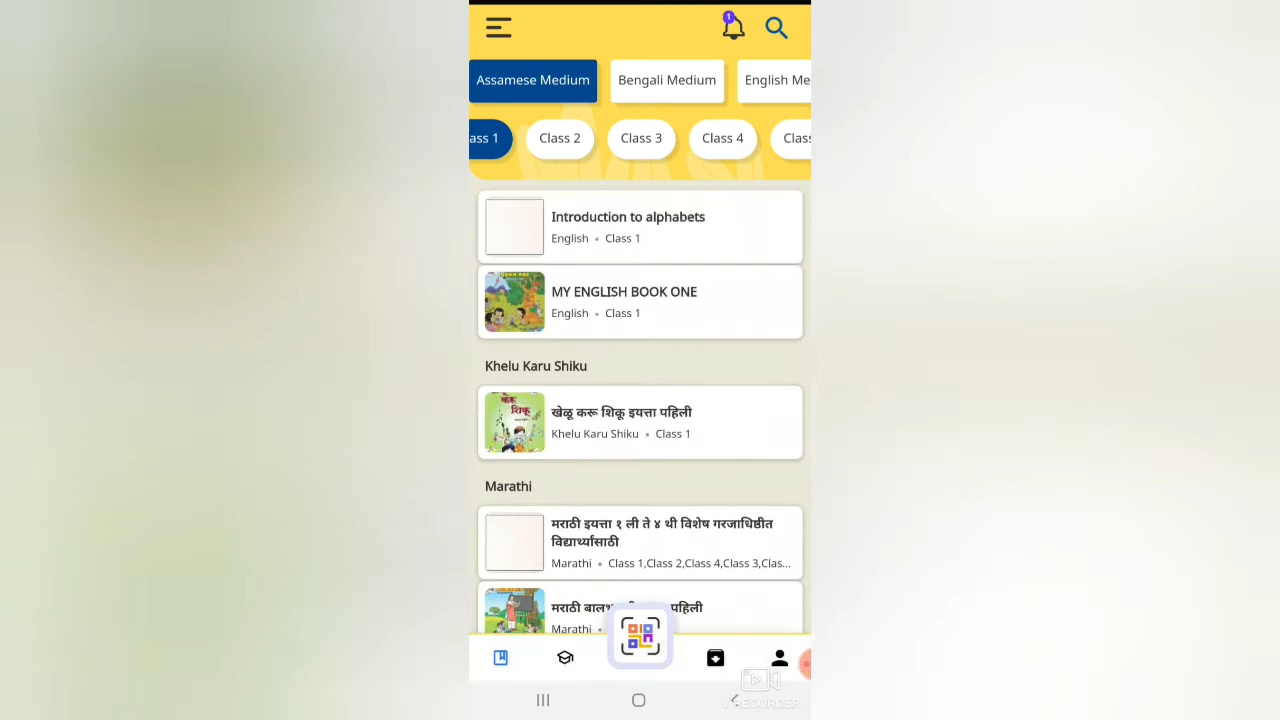 1
Assamese Medium Bengali Medium English Me
ass 1 Class 2 Class 3 Class 4 Class
Introduction to alphabets
English • Class 1
MY ENGLISH BOOK ONE
English • Class 1
Khelu Karu Shiku
करू
शिकू
खेळू करू शिकू इयत्ता पहिली
Khelu Karu Shiku • Class 1
Marathi
मराठी इयत्ता १ ली ते ४ थी विशेष गरजाधिष्ठीत
विद्यार्थ्यांसाठी
Marathi • Class 1,Class 2,Class 4,Class 3,Clas...
मराठी पहिली
Marathi •
V RECORDER